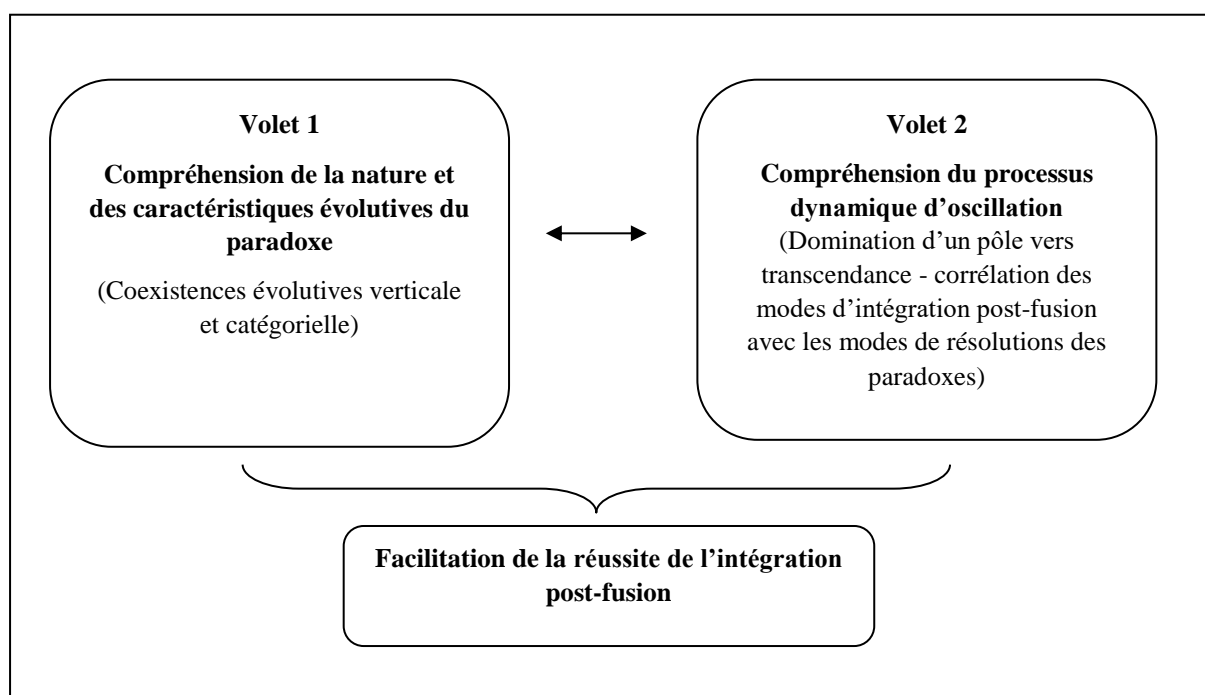 Volet 1
Compréhension de la nature et
des caractéristiques évolutives du
paradoxe
(Coexistences évolutives verticale
et catégorielle)
Volet 2
Compréhension du processus
dynamique d’oscillation
(Domination d’un pôle vers
transcendance - corrélation des
modes d’intégration post-fusion
avec les modes de résolutions des
paradoxes)
Facilitation de la réussite de l’intégration
post-fusion